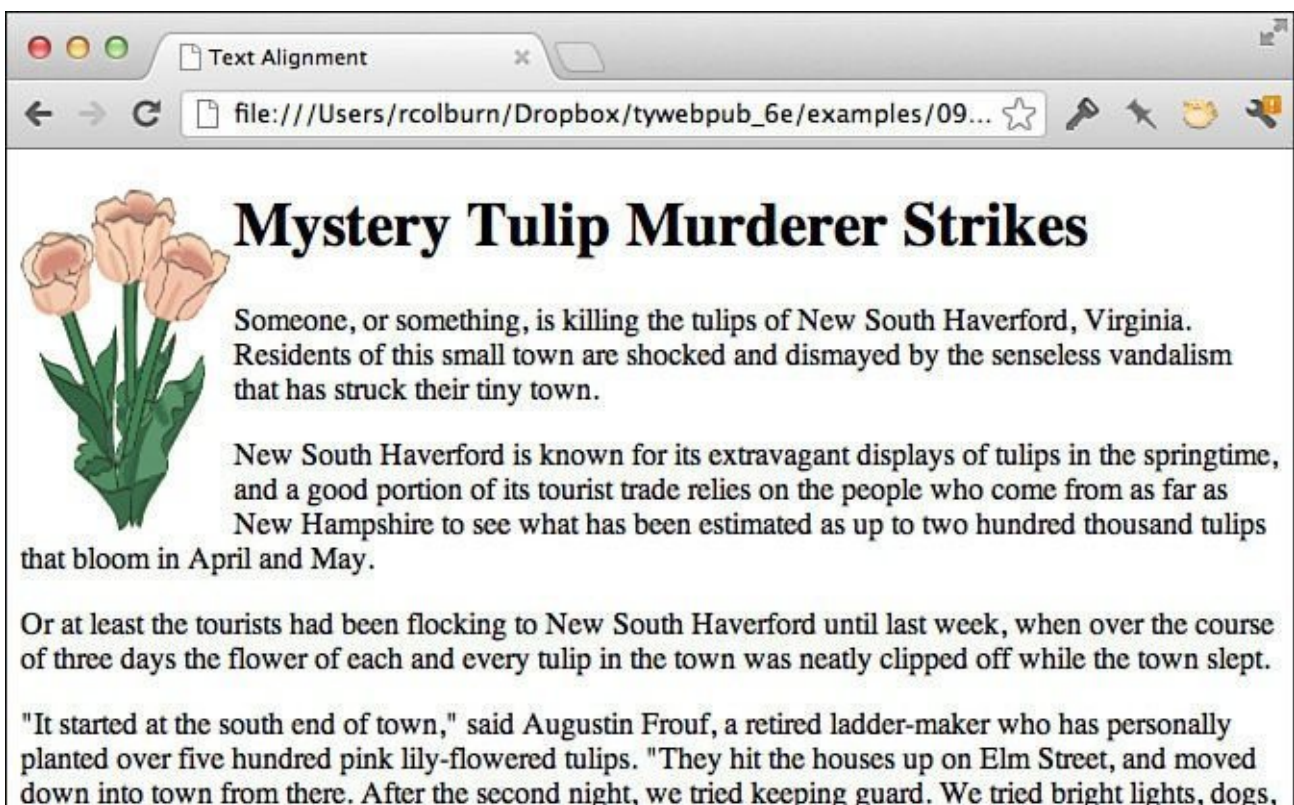 Text Alignment
file:///Users/rcolburn/Dropbox/tywebpub_6e/examples/09...
Mystery Tulip Murderer Strikes
Someone, or something, is killing the tulips of New South Haverford, Virginia.
Residents of this small town are shocked and dismayed by the senseless vandalism
that has struck their tiny town.
New South Haverford is known for its extravagant displays of tulips in the springtime,
and a good portion of its tourist trade relies on the people who come from as far as
New Hampshire to see what has been estimated as up to two hundred thousand tulips
that bloom in April and May.
Or at least the tourists had been flocking to New South Haverford until last week, when over the course
of three days the flower of each and every tulip in the town was neatly clipped off while the town slept.
"It started at the south end of town," said Augustin Frouf, a retired ladder-maker who has personally
planted over five hundred pink lily-flowered tulips. "They hit the houses up on Elm Street, and moved
down into town from there. After the second night, we tried keeping guard. We tried bright lights, dogs,